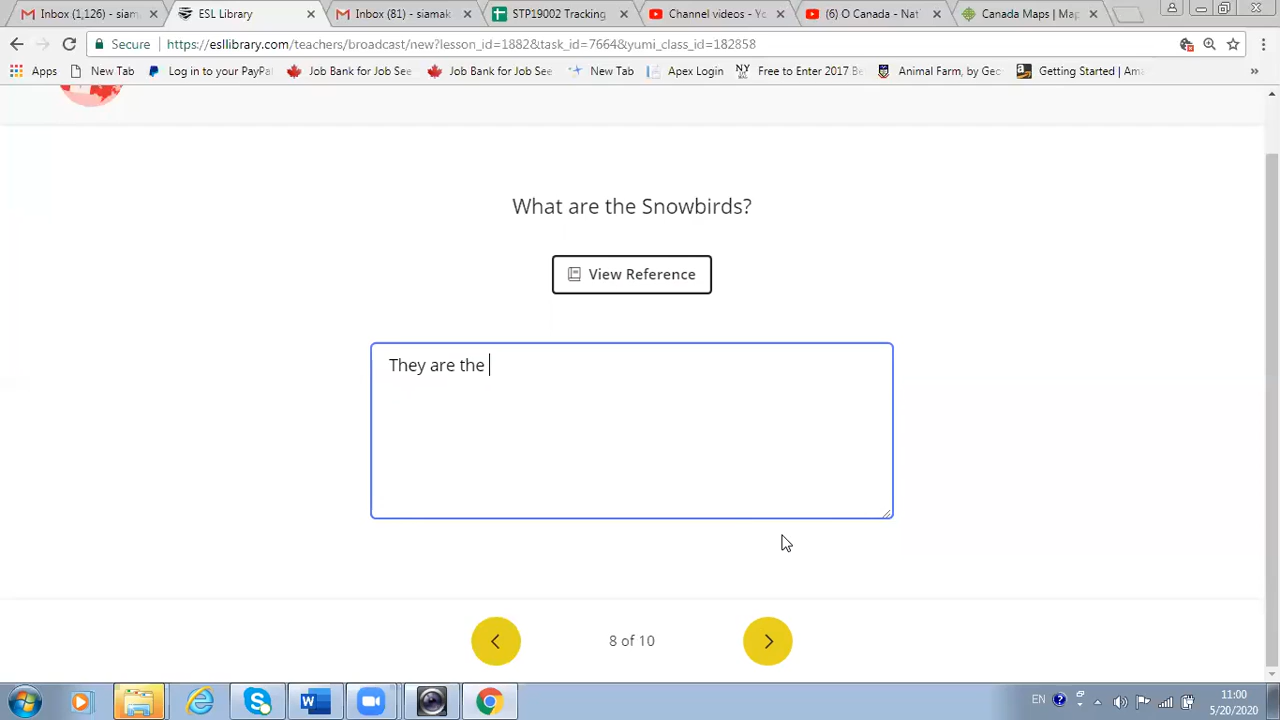 Inbox (1,126) - siam
ESL Library
Inbox (81) - siamak
STP19002 Tracking
Channel videos - Yo
(6) O Canada - Nat
Canada Maps | Map
Secure
https://esllibrary.com/teachers/broadcast/new?lesson_id=1882&task_id=7664&yumi_class_id=182858
Apps
New Tab
Log in to your PayPa
Job Bank for Job See
Job Bank for Job See
New Tab
Apex Login
NY
Free to Enter 2017 Be
Animal Farm, by Geo
a
Getting Started | Am
What are the Snowbirds?
View Reference
They are the
8 of 10
EN
11:00
5/20/2020